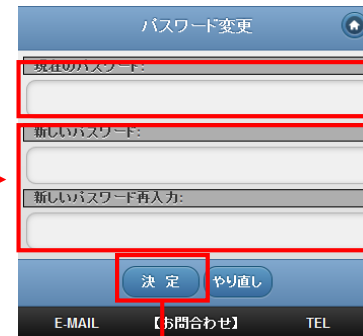 パスワード変更
現在のパスワード:
新しいパスワード:
新しいパスワード再入力:
決 定 やり直し
E-MAIL 【お問合わせ】 TEL